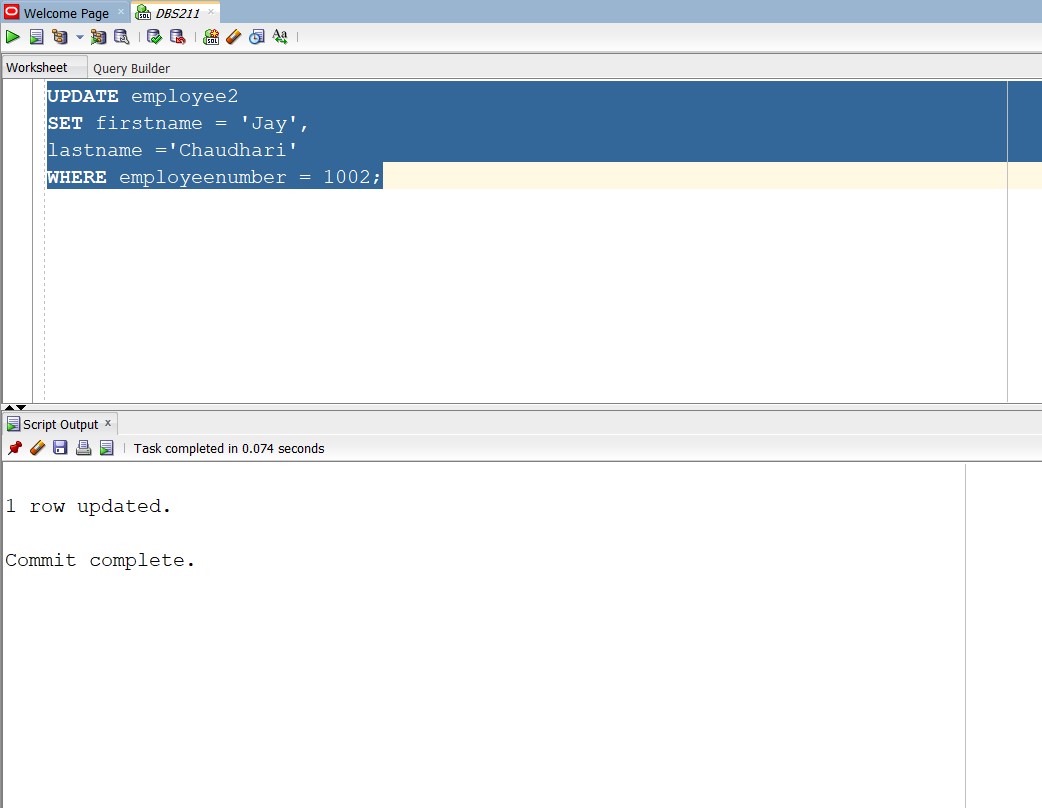 Welcome Page
DBS211
Worksheet
Query Builder
UPDATE employee2
SET firstname = 'Jay',
lastname ='Chaudhari'
WHERE employeenumber = 1002;
Script Output
Task completed in 0.074 seconds
1 row updated.
Commit complete.